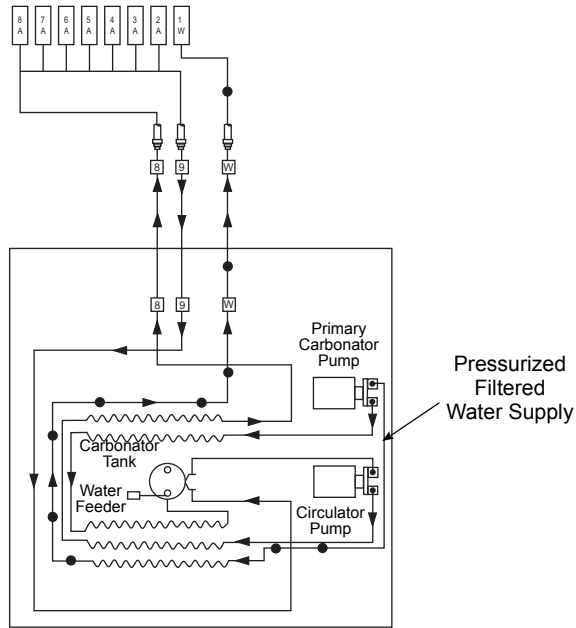 8
A
7
A
6
A
5
A
4
A
3
A
2
A
1
W
8
9
W
8
9
W
Primary
Carbonator
Pump
Pressurized
Filtered
Water Supply
Carbonator
Tank
Water
Feeder
Circulator
Pump